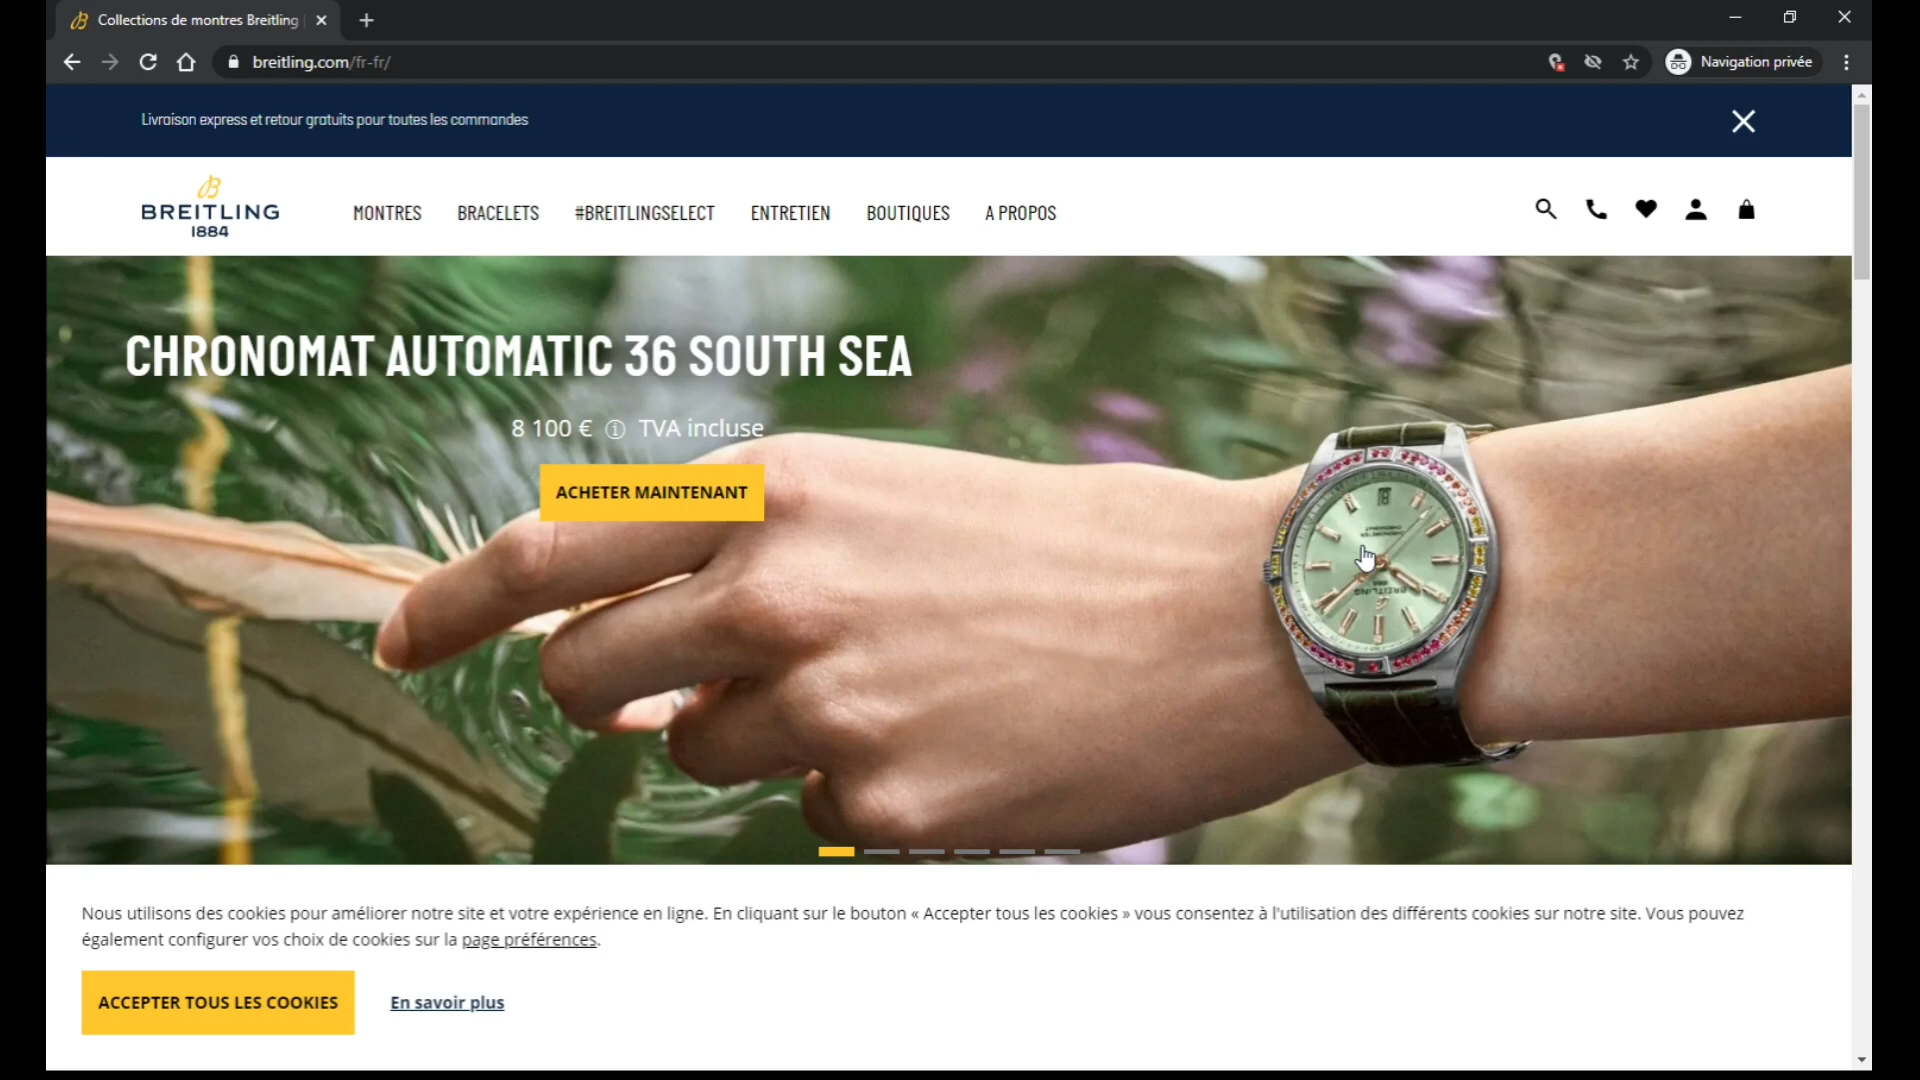 Collections de montres Breitling
breitling.com/fr-fr/
Navigation privée
Livraison express et retour gratuits pour toutes les commandes
BREITLING
1884
MONTRES BRACELETS #BREITLINGSELECT ENTRETIEN BOUTIQUES A PROPOS
CHRONOMAT AUTOMATIC 36 SOUTH SEA
8 100 € TVA incluse
ACHETER MAINTENANT
CHRONOMAT
CHRONOMETER
BREITLING
Nous utilisons des cookies pour améliorer notre site et votre expérience en ligne. En cliquant sur le bouton « Accepter tous les cookies » vous consentez à l'utilisation des différents cookies sur notre site. Vous pouvez
également configurer vos choix de cookies sur la page préférences.
ACCEPTER TOUS LES COOKIES En savoir plus